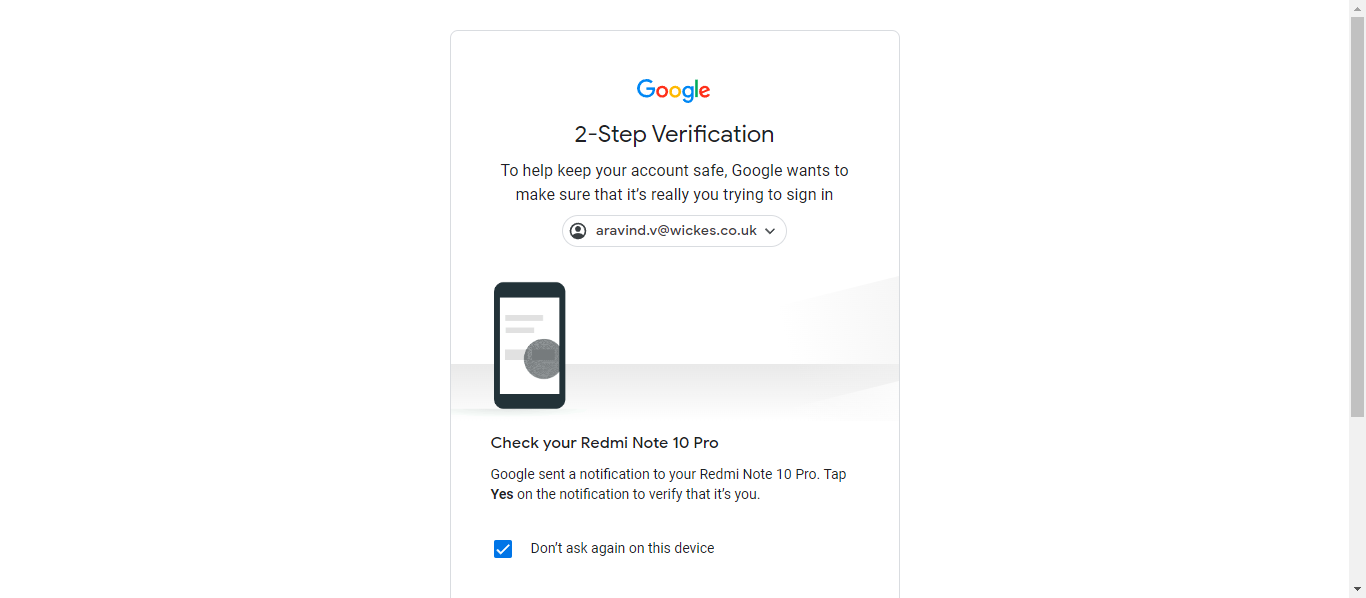 Google
2-Step Verification
To help keep your account safe, Google wants to
make sure that it’s really you trying to sign in
aravind.v@wickes.co.uk
Check your Redmi Note 10 Pro
Google sent a notification to your Redmi Note 10 Pro. Tap
Yes on the notification to verify that it’s you.
Don’t ask again on this device